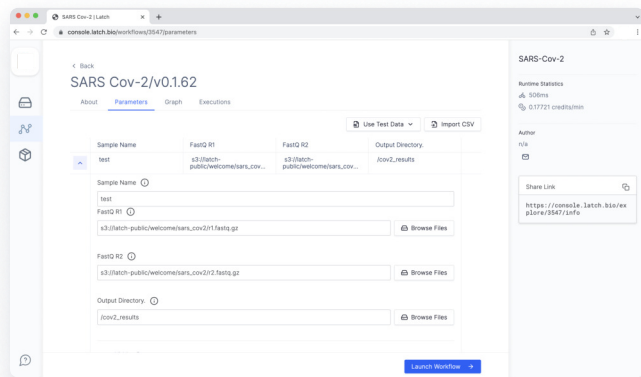 SARS Cov-2 | Latch
console.latch.bio/workflows/3547/parameters
Back
SARS Cov-2/v0.1.62
About Parameters Graph Executions
Use Test Data Import CSV
Sample Name FastQ R1 FastQ R2 Output Directory.
test s3://latch- s3://latch- /cov2_results
public/welcome/sars_cov... public/welcome/sars_cov...
Sample Name
test
FastQ R1
s3://latch-public/welcome/sars_cov2/r1.fastq.gz Browse Files
FastQ R2
s3://latch-public/welcome/sars_cov2/r2.fastq.gz Browse Files
Output Directory.
/cov2_results Browse Files
Launch Workflow
SARS-Cov-2
Runtime Statistics
506ms
0.17721 credits/min
Author
n/a
Share Link
https://console.latch.bio/ex
plore/3547/info